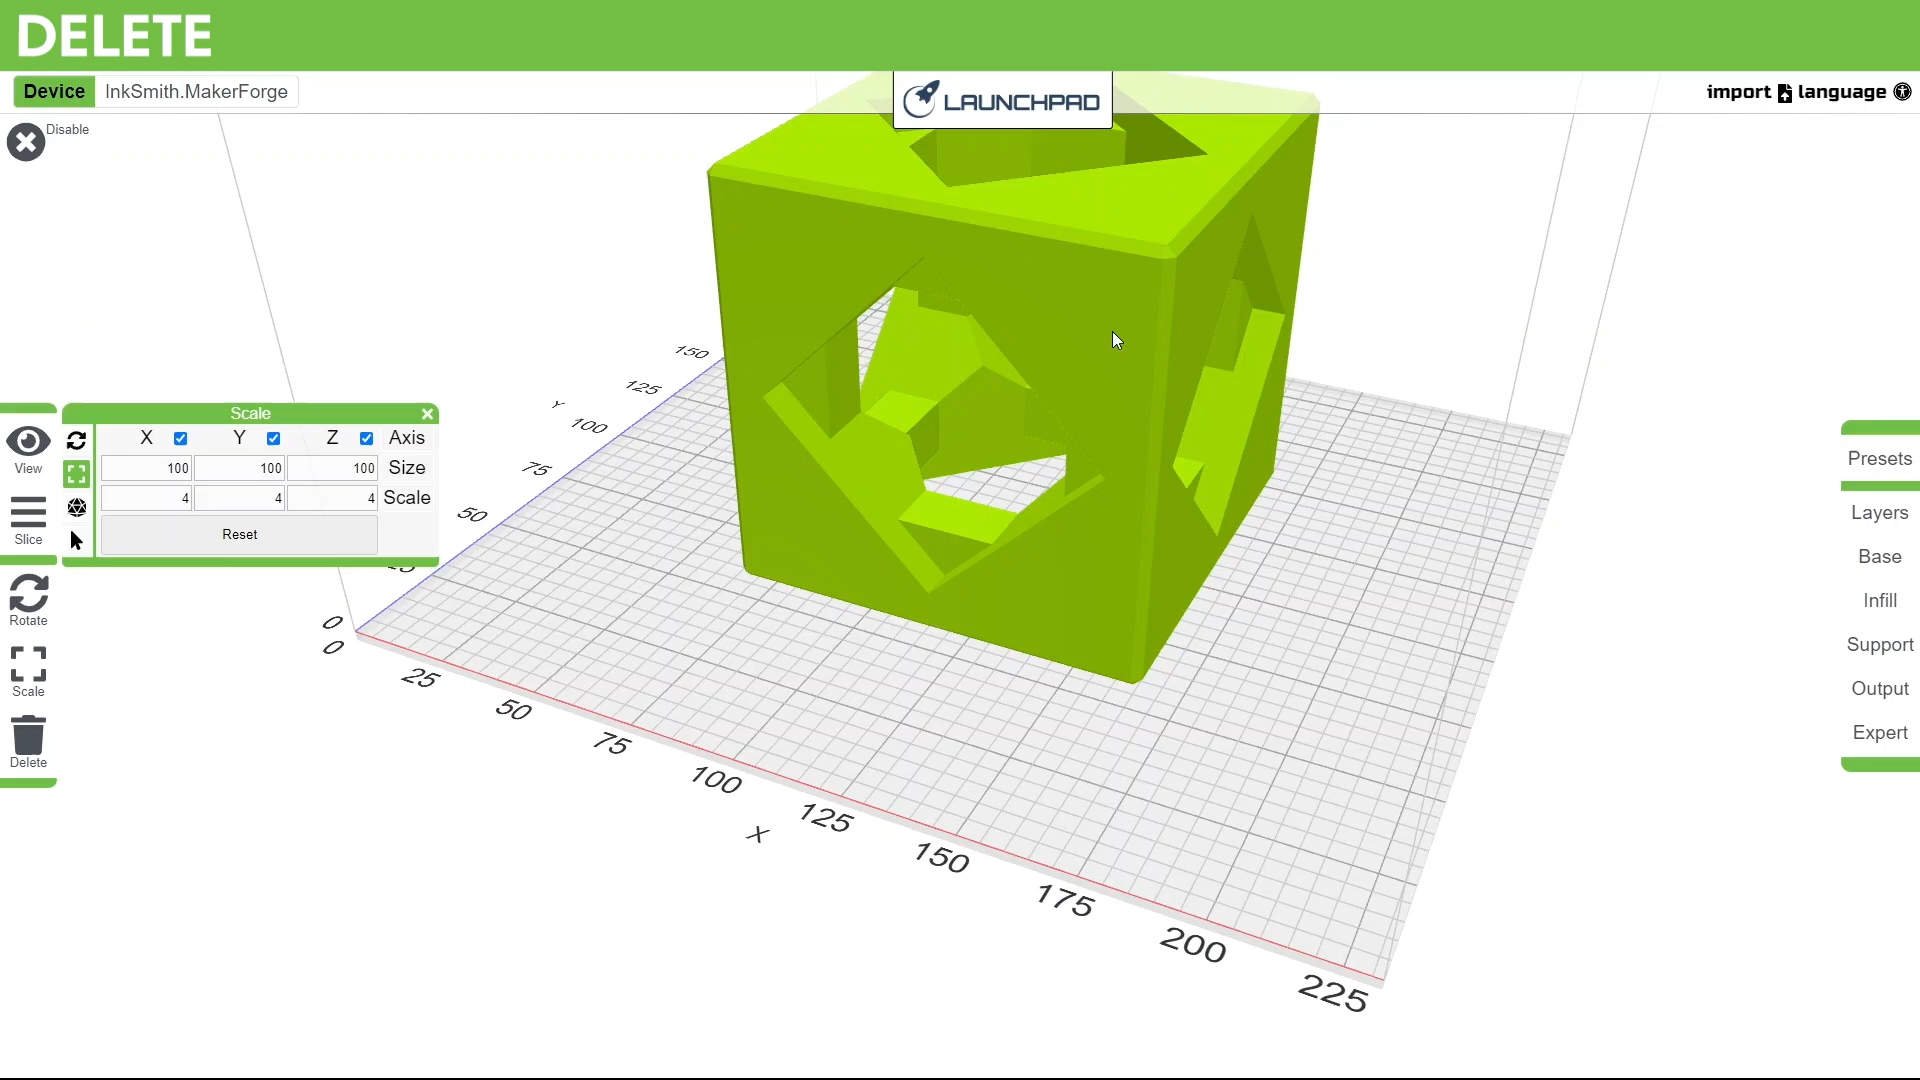 DELETE
Device InkSmith.MakerForge
LAUNCHPAD
import language
Disable
Scale
X Y Z Axis
100 100 100 Size
4 4 4 Scale
Reset
View
Slice
Rotate
Scale
Delete
Presets
Layers
Base
Infill
Support
Output
Expert
150
125
Y
100
75
50
0
0
25
50
75
100
X
125
150
175
200
225